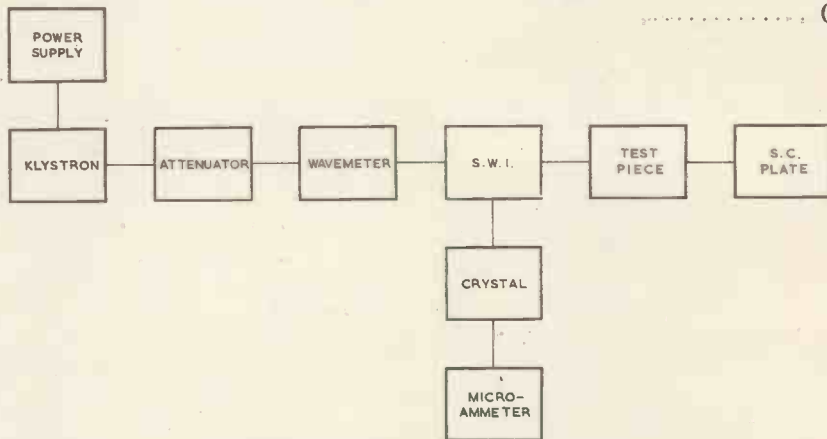 POWER
SUPPLY
KLYSTRON
ATTENUATOR
WAVEMETER
S.W.I.
TEST
PIECE
S.C.
PLATE
CRYSTAL
MICRO-
AMMETER